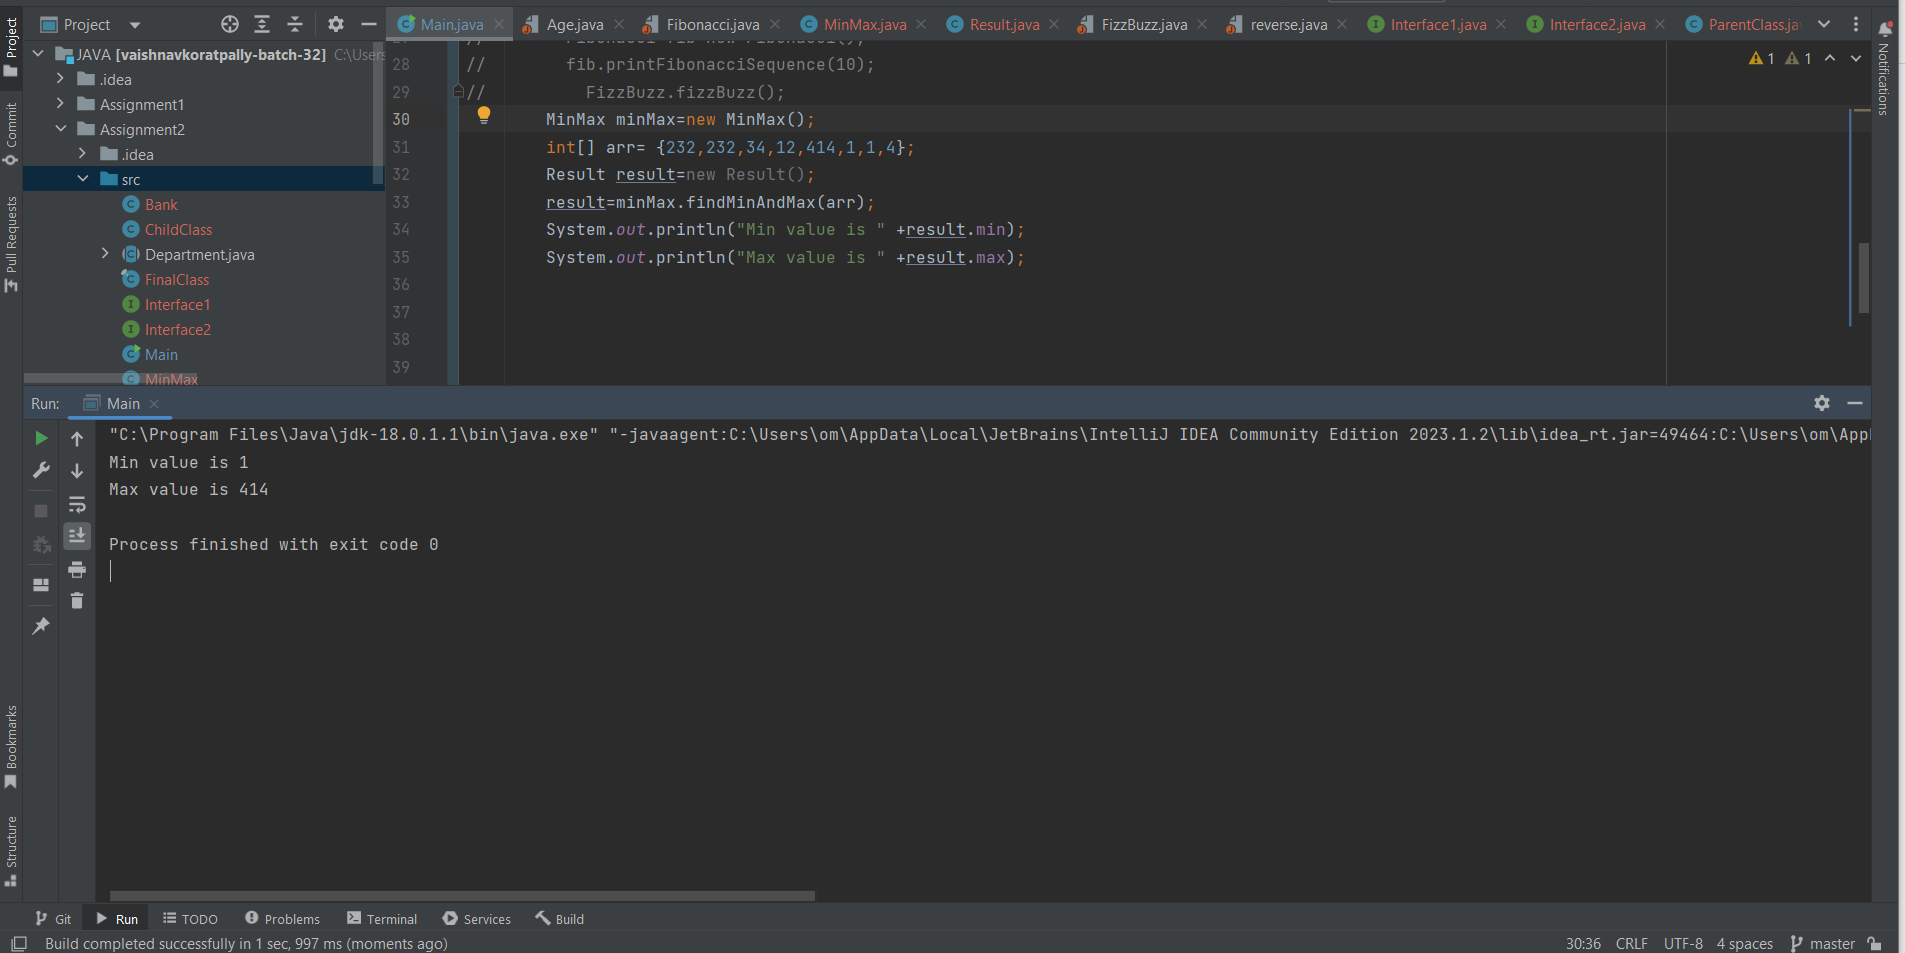 Project
Main.java
Age.java
Fibonacci.java
MinMax.java
Result.java
FizzBuzz.java
reverse.java
Interface1.java
Interface2.java
ParentClass.ja
Project
Commit
Pull Requests
Bookmarks
Structure
Notifications
JAVA [vaishnavkoratpally-batch-32] C:\Users
.idea
Assignment1
Assignment2
.idea
src
Bank
ChildClass
Department.java
FinalClass
Interface1
Interface2
Main
MinMax
1 1
28 // fib.printFibonacciSequence(10);
29 // FizzBuzz.fizzBuzz();
30 MinMax minMax=new MinMax();
31 int[] arr= {232,232,34,12,414,1,1,4};
32 Result result=new Result();
33 result=minMax.findMinAndMax(arr);
34 System.out.println("Min value is " +result.min);
35 System.out.println("Max value is " +result.max);
36
37
38
39
Run: Main
"C:\Program Files\Java\jdk-18.0.1.1\bin\java.exe" "-javaagent:C:\Users\om\AppData\Local\JetBrains\IntelliJ IDEA Community Edition 2023.1.2\lib\idea_rt.jar=49464:C:\Users\om\App
Min value is 1
Max value is 414
Process finished with exit code 0
Git Run TODO Problems Terminal Services Build
Build completed successfully in 1 sec, 997 ms (moments ago)
30:36 CRLF UTF-8 4 spaces master